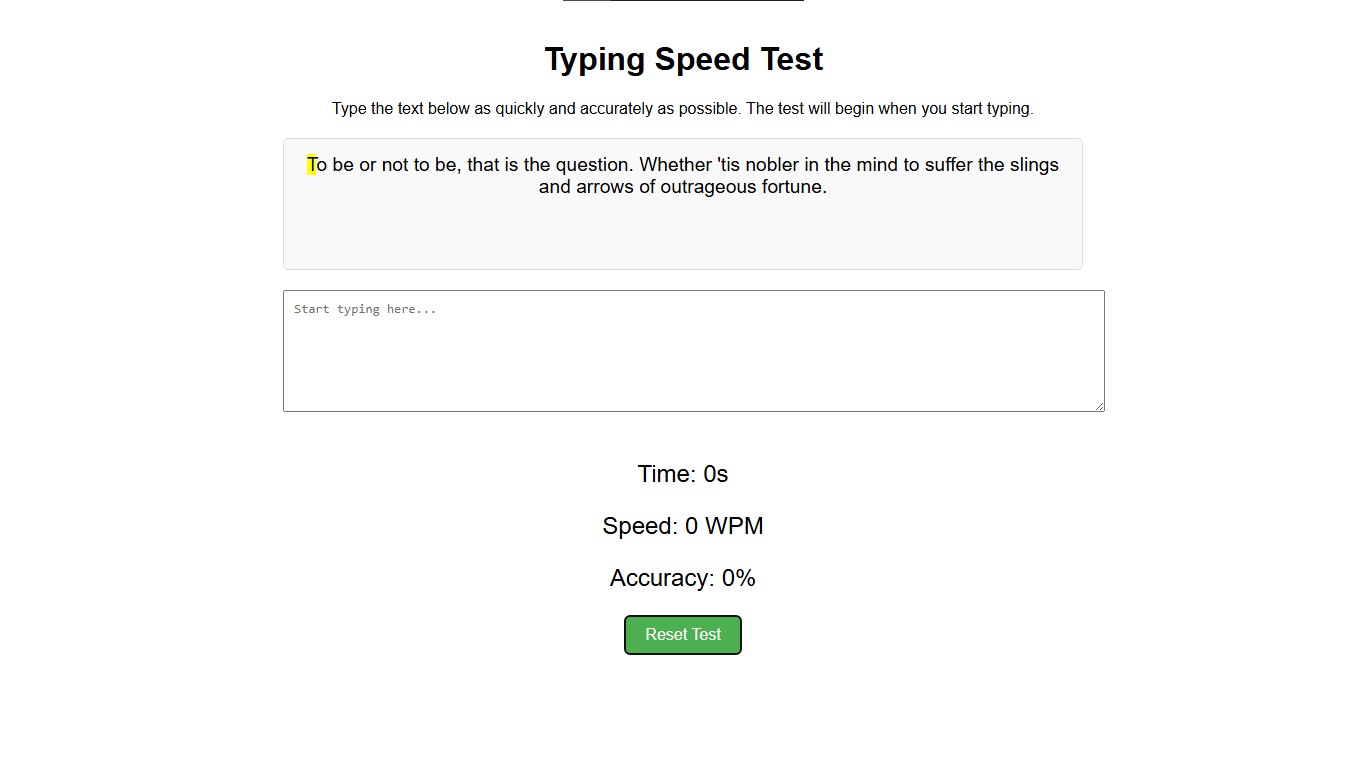 Typing Speed Test
Type the text below as quickly and accurately as possible. The test will begin when you start typing.
To be or not to be, that is the question. Whether 'tis nobler in the mind to suffer the slings
and arrows of outrageous fortune.
Start typing here...
Time: 0s
Speed: 0 WPM
Accuracy: 0%
Reset Test